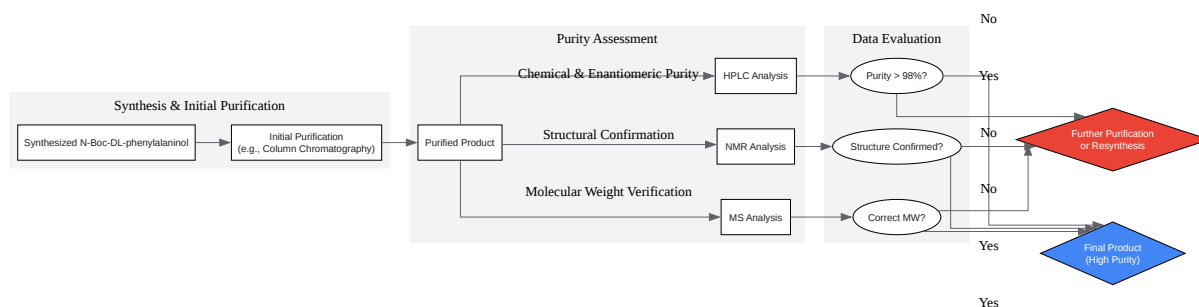 Synthesis & Initial Purification
Synthesized N-Boc-DL-phenylalaninol
Initial Purification
(e.g., Column Chromatography)
Purity Assessment
Purified Product
Chemical & Enantiomeric Purity
HPLC Analysis
Structural Confirmation
NMR Analysis
Molecular Weight Verification
MS Analysis
Data Evaluation
Purity > 98%?
Structure Confirmed?
Correct MW?
No
Yes
No
No
Yes
Yes
Further Purification
or Resynthesis
Final Product
(High Purity)